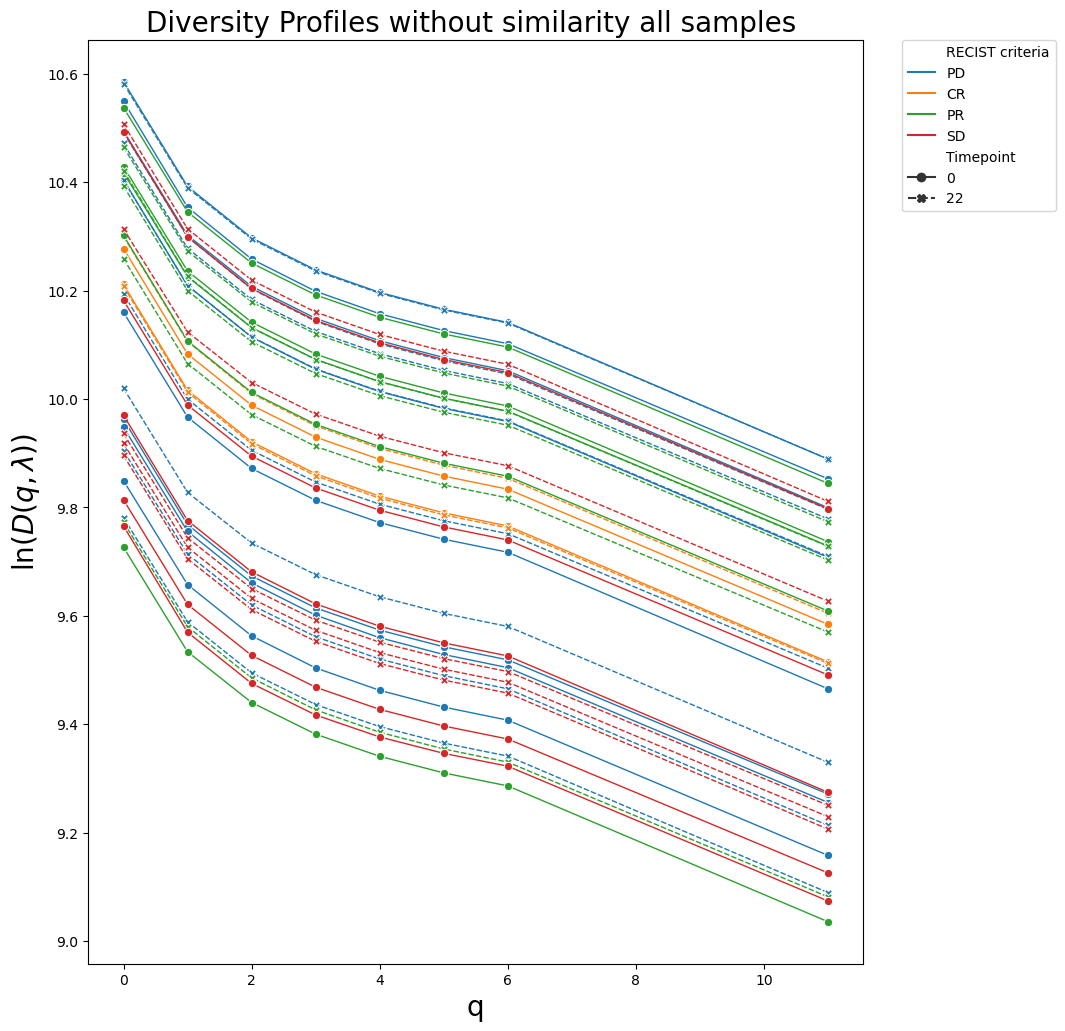 Diversity Profiles without similarity all samples
ln(D(q, λ))
10.6
10.4
10.2
10.0
9.8
9.6
9.4
9.2
9.0
0
2
4
6
8
10
q
RECIST criteria
PD
CR
PR
SD
Timepoint
0
22